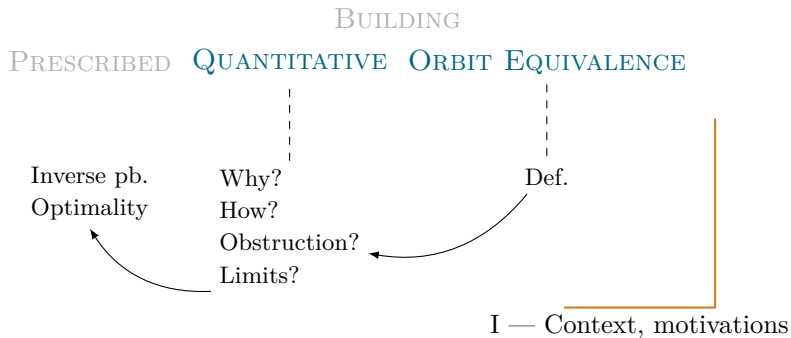 BUILDING
PRESCRIBED QUANTITATIVE ORBIT EQUIVALENCE
Inverse pb.
Optimality
Why?
How?
Obstruction?
Limits?
Def.
I — Context, motivations